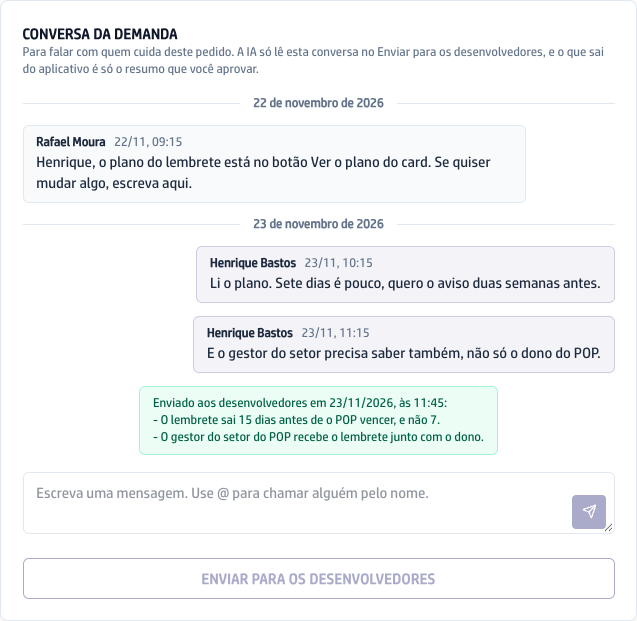 CONVERSA DA DEMANDA
Para falar com quem cuida deste pedido. A IA só lê esta conversa no Enviar para os desenvolvedores, e o que sai
do aplicativo é só o resumo que você aprovar.
22 de novembro de 2026
Rafael Moura 22/11, 09:15
Henrique, o plano do lembrete está no botão Ver o plano do card. Se quiser
mudar algo, escreva aqui.
23 de novembro de 2026
Henrique Bastos 23/11, 10:15
Li o plano. Sete dias é pouco, quero o aviso duas semanas antes.
Henrique Bastos 23/11, 11:15
E o gestor do setor precisa saber também, não só o dono do POP.
Enviado aos desenvolvedores em 23/11/2026, às 11:45:
- O lembrete sai 15 dias antes de o POP vencer, e não 7.
- O gestor do setor do POP recebe o lembrete junto com o dono.
Escreva uma mensagem. Use @ para chamar alguém pelo nome.
ENVIAR PARA OS DESENVOLVEDORES